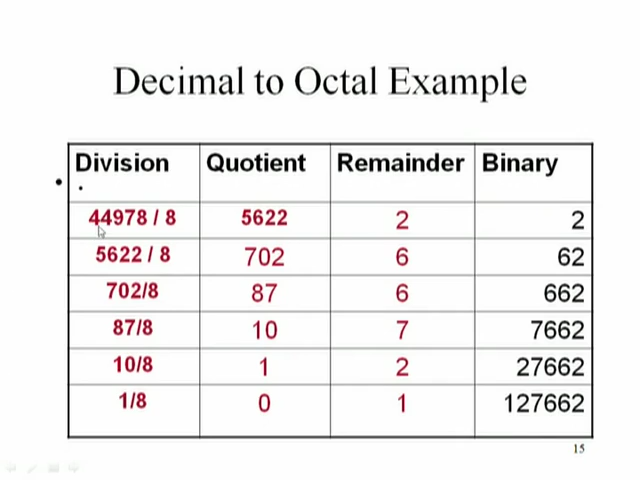 Decimal to Octal Example
Division Quotient Remainder Binary
44978 / 8 5622 2 2
5622 / 8 702 6 62
702/8 87 6 662
87/8 10 7 7662
10/8 1 2 27662
1/8 0 1 127662
15